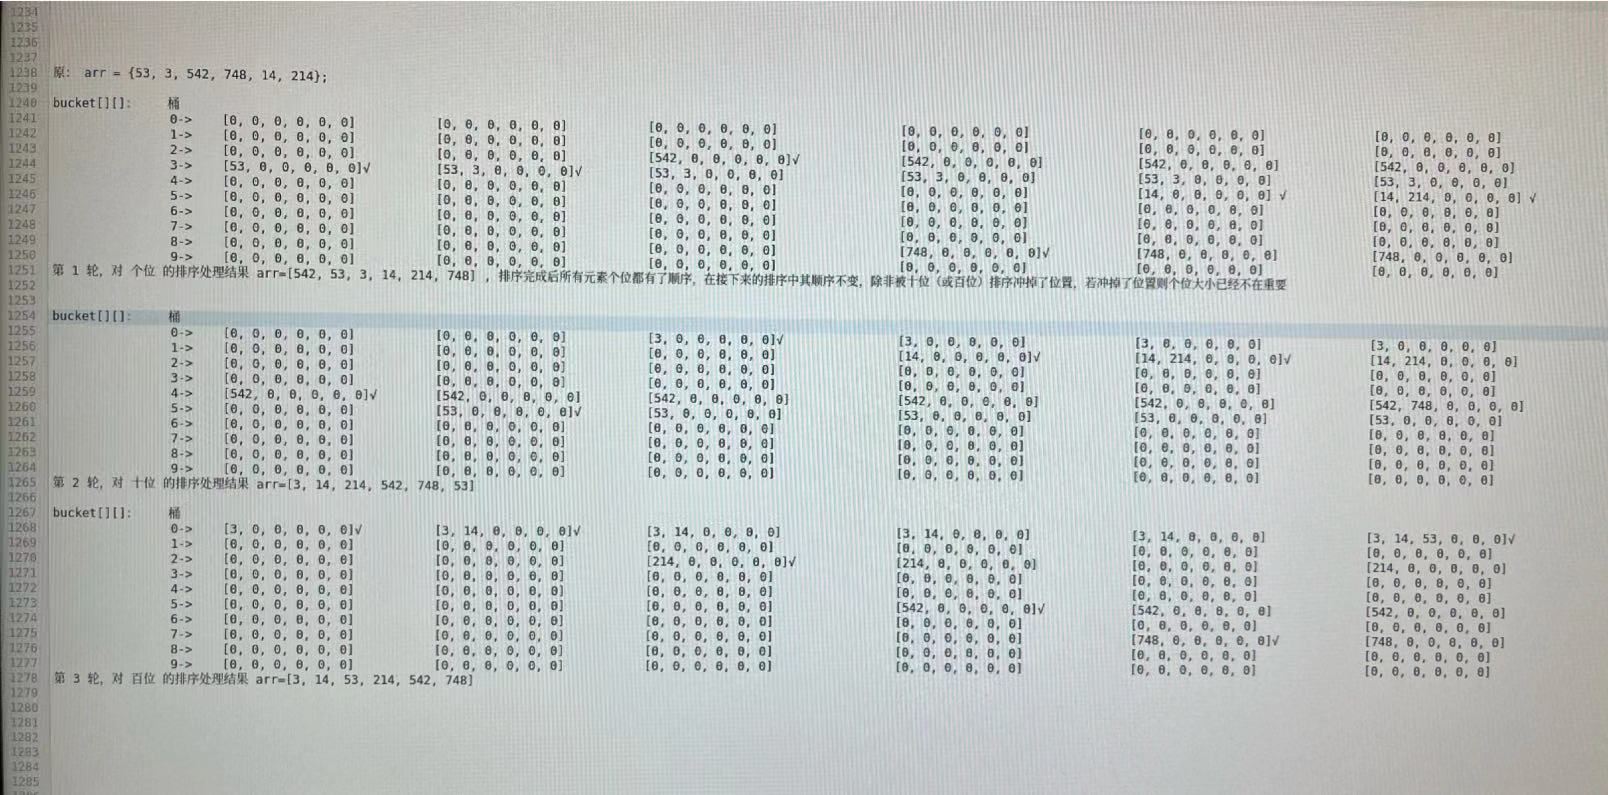 1234
1235
1236
1237
1238 原: arr = {53, 3, 542, 748, 14, 214};
1239
1240 bucket[][]: 桶
1241 0-> [0, 0, 0, 0, 0, 0] [0, 0, 0, 0, 0, 0] [0, 0, 0, 0, 0, 0] [0, 0, 0, 0, 0, 0] [0, 0, 0, 0, 0, 0] [0, 0, 0, 0, 0, 0]
1242 1-> [0, 0, 0, 0, 0, 0] [0, 0, 0, 0, 0, 0] [0, 0, 0, 0, 0, 0] [0, 0, 0, 0, 0, 0] [0, 0, 0, 0, 0, 0] [0, 0, 0, 0, 0, 0]
1243 2-> [0, 0, 0, 0, 0, 0] [0, 0, 0, 0, 0, 0] [542, 0, 0, 0, 0, 0]√ [542, 0, 0, 0, 0, 0] [542, 0, 0, 0, 0, 0] [542, 0, 0, 0, 0, 0]
1244 3-> [53, 0, 0, 0, 0, 0]√ [53, 3, 0, 0, 0, 0]√ [53, 3, 0, 0, 0, 0] [53, 3, 0, 0, 0, 0] [53, 3, 0, 0, 0, 0] [53, 3, 0, 0, 0, 0]
1245 4-> [0, 0, 0, 0, 0, 0] [0, 0, 0, 0, 0, 0] [0, 0, 0, 0, 0, 0] [0, 0, 0, 0, 0, 0] [14, 0, 0, 0, 0, 0] √ [14, 214, 0, 0, 0, 0] √
1246 5-> [0, 0, 0, 0, 0, 0] [0, 0, 0, 0, 0, 0] [0, 0, 0, 0, 0, 0] [0, 0, 0, 0, 0, 0] [0, 0, 0, 0, 0, 0] [0, 0, 0, 0, 0, 0]
1247 6-> [0, 0, 0, 0, 0, 0] [0, 0, 0, 0, 0, 0] [0, 0, 0, 0, 0, 0] [0, 0, 0, 0, 0, 0] [0, 0, 0, 0, 0, 0] [0, 0, 0, 0, 0, 0]
1248 7-> [0, 0, 0, 0, 0, 0] [0, 0, 0, 0, 0, 0] [0, 0, 0, 0, 0, 0] [0, 0, 0, 0, 0, 0] [0, 0, 0, 0, 0, 0] [0, 0, 0, 0, 0, 0]
1249 8-> [0, 0, 0, 0, 0, 0] [0, 0, 0, 0, 0, 0] [0, 0, 0, 0, 0, 0] [748, 0, 0, 0, 0, 0]√ [748, 0, 0, 0, 0, 0] [748, 0, 0, 0, 0, 0]
1250 9-> [0, 0, 0, 0, 0, 0] [0, 0, 0, 0, 0, 0] [0, 0, 0, 0, 0, 0] [0, 0, 0, 0, 0, 0] [0, 0, 0, 0, 0, 0] [0, 0, 0, 0, 0, 0]
1251 第 1 轮, 对 个位 的排序处理结果 arr=[542, 53, 3, 14, 214, 748] , 排序完成后所有元素个位都有了顺序, 在接下来的排序中其顺序不变, 除非被十位（或百位）排序冲掉了位置, 若冲掉了位置则个位大小已经不在重要
1252
1253
1254 bucket[][]: 桶
1255 0-> [0, 0, 0, 0, 0, 0] [0, 0, 0, 0, 0, 0] [3, 0, 0, 0, 0, 0]√ [3, 0, 0, 0, 0, 0] [3, 0, 0, 0, 0, 0] [3, 0, 0, 0, 0, 0]
1256 1-> [0, 0, 0, 0, 0, 0] [0, 0, 0, 0, 0, 0] [0, 0, 0, 0, 0, 0] [14, 0, 0, 0, 0, 0]√ [14, 214, 0, 0, 0, 0]√ [14, 214, 0, 0, 0, 0]
1257 2-> [0, 0, 0, 0, 0, 0] [0, 0, 0, 0, 0, 0] [0, 0, 0, 0, 0, 0] [0, 0, 0, 0, 0, 0] [0, 0, 0, 0, 0, 0] [0, 0, 0, 0, 0, 0]
1258 3-> [0, 0, 0, 0, 0, 0] [0, 0, 0, 0, 0, 0] [0, 0, 0, 0, 0, 0] [0, 0, 0, 0, 0, 0] [0, 0, 0, 0, 0, 0] [0, 0, 0, 0, 0, 0]
1259 4-> [542, 0, 0, 0, 0, 0]√ [542, 0, 0, 0, 0, 0] [542, 0, 0, 0, 0, 0] [542, 0, 0, 0, 0, 0] [542, 0, 0, 0, 0, 0] [542, 748, 0, 0, 0, 0]
1260 5-> [0, 0, 0, 0, 0, 0] [53, 0, 0, 0, 0, 0]√ [53, 0, 0, 0, 0, 0] [53, 0, 0, 0, 0, 0] [53, 0, 0, 0, 0, 0] [53, 0, 0, 0, 0, 0]
1261 6-> [0, 0, 0, 0, 0, 0] [0, 0, 0, 0, 0, 0] [0, 0, 0, 0, 0, 0] [0, 0, 0, 0, 0, 0] [0, 0, 0, 0, 0, 0] [0, 0, 0, 0, 0, 0]
1262 7-> [0, 0, 0, 0, 0, 0] [0, 0, 0, 0, 0, 0] [0, 0, 0, 0, 0, 0] [0, 0, 0, 0, 0, 0] [0, 0, 0, 0, 0, 0] [0, 0, 0, 0, 0, 0]
1263 8-> [0, 0, 0, 0, 0, 0] [0, 0, 0, 0, 0, 0] [0, 0, 0, 0, 0, 0] [0, 0, 0, 0, 0, 0] [0, 0, 0, 0, 0, 0] [0, 0, 0, 0, 0, 0]
1264 9-> [0, 0, 0, 0, 0, 0] [0, 0, 0, 0, 0, 0] [0, 0, 0, 0, 0, 0] [0, 0, 0, 0, 0, 0] [0, 0, 0, 0, 0, 0] [0, 0, 0, 0, 0, 0]
1265 第 2 轮, 对 十位 的排序处理结果 arr=[3, 14, 214, 542, 748, 53]
1266
1267 bucket[][]: 桶
1268 0-> [3, 0, 0, 0, 0, 0]√ [3, 14, 0, 0, 0, 0]√ [3, 14, 0, 0, 0, 0] [3, 14, 0, 0, 0, 0] [3, 14, 0, 0, 0, 0] [3, 14, 53, 0, 0, 0]√
1269 1-> [0, 0, 0, 0, 0, 0] [0, 0, 0, 0, 0, 0] [0, 0, 0, 0, 0, 0] [0, 0, 0, 0, 0, 0] [0, 0, 0, 0, 0, 0] [0, 0, 0, 0, 0, 0]
1270 2-> [0, 0, 0, 0, 0, 0] [0, 0, 0, 0, 0, 0] [214, 0, 0, 0, 0, 0]√ [214, 0, 0, 0, 0, 0] [0, 0, 0, 0, 0, 0] [214, 0, 0, 0, 0, 0]
1271 3-> [0, 0, 0, 0, 0, 0] [0, 0, 0, 0, 0, 0] [0, 0, 0, 0, 0, 0] [0, 0, 0, 0, 0, 0] [0, 0, 0, 0, 0, 0] [0, 0, 0, 0, 0, 0]
1272 4-> [0, 0, 0, 0, 0, 0] [0, 0, 0, 0, 0, 0] [0, 0, 0, 0, 0, 0] [0, 0, 0, 0, 0, 0] [0, 0, 0, 0, 0, 0] [0, 0, 0, 0, 0, 0]
1273 5-> [0, 0, 0, 0, 0, 0] [0, 0, 0, 0, 0, 0] [0, 0, 0, 0, 0, 0] [542, 0, 0, 0, 0, 0]√ [542, 0, 0, 0, 0, 0] [542, 0, 0, 0, 0, 0]
1274 6-> [0, 0, 0, 0, 0, 0] [0, 0, 0, 0, 0, 0] [0, 0, 0, 0, 0, 0] [0, 0, 0, 0, 0, 0] [0, 0, 0, 0, 0, 0] [0, 0, 0, 0, 0, 0]
1275 7-> [0, 0, 0, 0, 0, 0] [0, 0, 0, 0, 0, 0] [0, 0, 0, 0, 0, 0] [0, 0, 0, 0, 0, 0] [748, 0, 0, 0, 0, 0]√ [748, 0, 0, 0, 0, 0]
1276 8-> [0, 0, 0, 0, 0, 0] [0, 0, 0, 0, 0, 0] [0, 0, 0, 0, 0, 0] [0, 0, 0, 0, 0, 0] [0, 0, 0, 0, 0, 0] [0, 0, 0, 0, 0, 0]
1277 9-> [0, 0, 0, 0, 0, 0] [0, 0, 0, 0, 0, 0] [0, 0, 0, 0, 0, 0] [0, 0, 0, 0, 0, 0] [0, 0, 0, 0, 0, 0] [0, 0, 0, 0, 0, 0]
1278 第 3 轮, 对 百位 的排序处理结果 arr=[3, 14, 53, 214, 542, 748]
1279
1280
1281
1282
1283
1284
1285